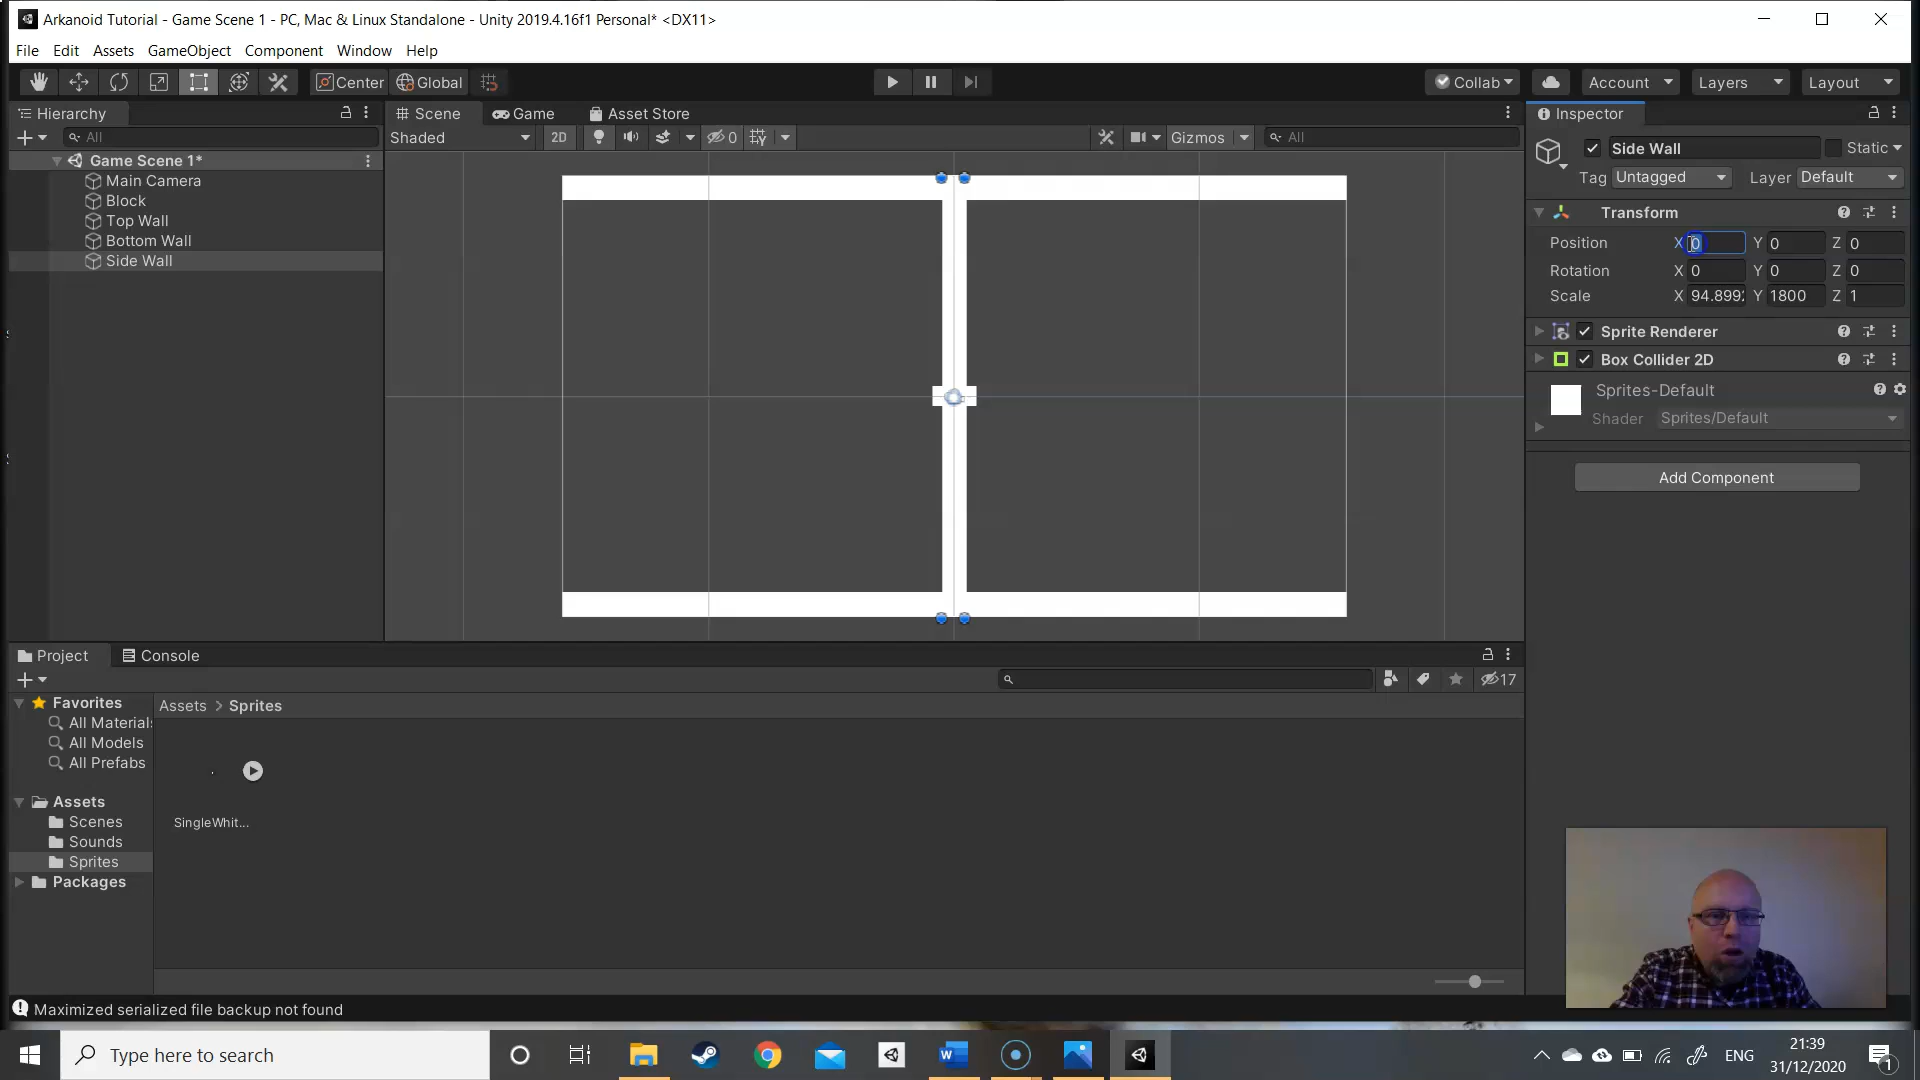 Arkanoid Tutorial - Game Scene 1 - PC, Mac & Linux Standalone - Unity 2019.4.16f1 Personal* <DX11>
File Edit Assets GameObject Component Window Help
Center Global Collab Account Layers Layout
Hierarchy
All
Game Scene 1*
Main Camera
Block
Top Wall
Bottom Wall
Side Wall
Scene Game Asset Store
Shaded 2D 0 Gizmos All
Inspector
Side Wall Static
Tag Untagged Layer Default
Transform
Position X 0 Y 0 Z 0
Rotation X 0 Y 0 Z 0
Scale X 94.8992 Y 1800 Z 1
Sprite Renderer
Box Collider 2D
Sprites-Default
Shader Sprites/Default
Add Component
Project Console
17
Favorites
All Materials
All Models
All Prefabs
Assets
Scenes
Sounds
Sprites
Packages
Assets > Sprites
SingleWhit...
Maximized serialized file backup not found
Type here to search
ENG
21:39
31/12/2020
1